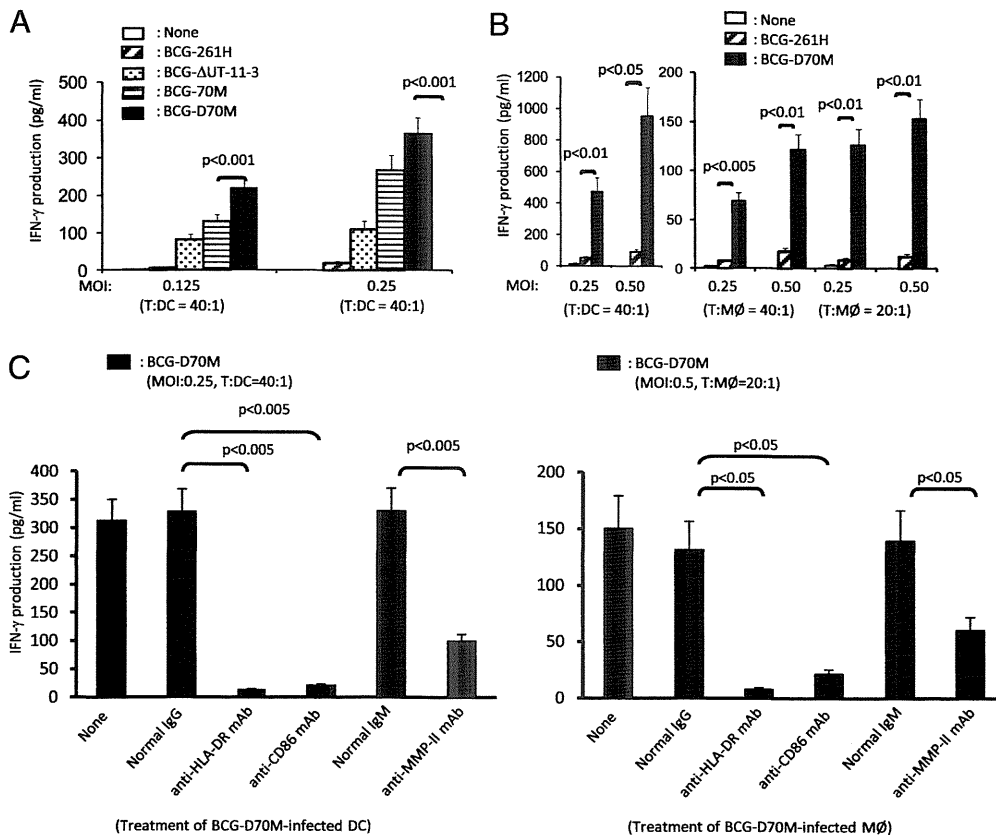 A
: None
: BCG-261H
: BCG-ΔUT-11-3
: BCG-70M
: BCG-D70M
IFN-γ production (pg/ml)
500
400
300
200
100
0
p<0.001
p<0.001
MOI: 0.125 0.25
(T:DC = 40:1) (T:DC = 40:1)
B
: None
: BCG-261H
: BCG-D70M
IFN-γ production (pg/ml)
1200
1000
800
600
400
200
0
p<0.01
p<0.05
200
150
100
50
0
p<0.005
p<0.01
p<0.01
p<0.01
MOI: 0.25 0.50 0.25 0.50 0.25 0.50
(T:DC = 40:1) (T:MØ = 40:1) (T:MØ = 20:1)
C
: BCG-D70M
(MOI:0.25, T:DC=40:1)
p<0.005
p<0.005
p<0.005
IFN-γ production (pg/ml)
400
350
300
250
200
150
100
50
0
None
Normal IgG
anti-HLA-DR mAb
anti-CD86 mAb
Normal IgM
anti-MMP-II mAb
(Treatment of BCG-D70M-infected DC)
: BCG-D70M
(MOI:0.5, T:MØ=20:1)
p<0.05
p<0.05
p<0.05
200
150
100
50
0
None
Normal IgG
anti-HLA-DR mAb
anti-CD86 mAb
Normal IgM
anti-MMP-II mAb
(Treatment of BCG-D70M-infected MØ)